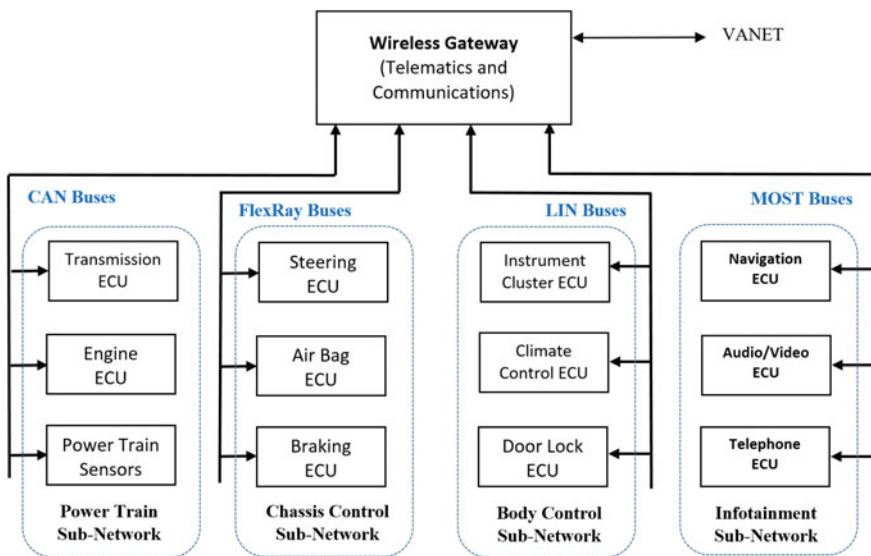 Wireless Gateway
(Telematics and
Communications)
VANET
CAN Buses
FlexRay Buses
LIN Buses
MOST Buses
Transmission
ECU
Engine
ECU
Power Train
Sensors
Power Train
Sub-Network
Steering
ECU
Air Bag
ECU
Braking
ECU
Chassis Control
Sub-Network
Instrument
Cluster ECU
Climate
Control ECU
Door Lock
ECU
Body Control
Sub-Network
Navigation
ECU
Audio/Video
ECU
Telephone
ECU
Infotainment
Sub-Network